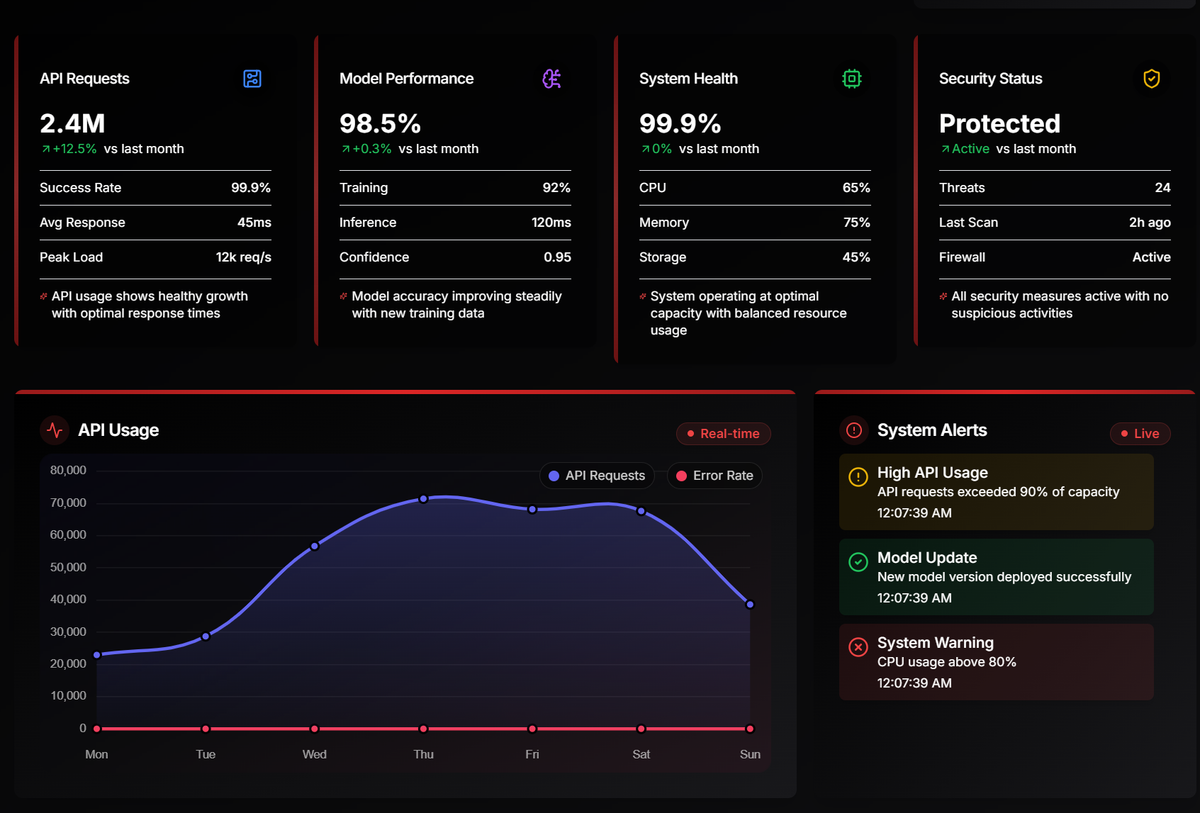 API Requests
2.4M
+12.5% vs last month
Success Rate 99.9%
Avg Response 45ms
Peak Load 12k req/s
API usage shows healthy growth
with optimal response times
Model Performance
98.5%
+0.3% vs last month
Training 92%
Inference 120ms
Confidence 0.95
Model accuracy improving steadily
with new training data
System Health
99.9%
0% vs last month
CPU 65%
Memory 75%
Storage 45%
System operating at optimal
capacity with balanced resource
usage
Security Status
Protected
Active vs last month
Threats 24
Last Scan 2h ago
Firewall Active
All security measures active with no
suspicious activities
API Usage
Real-time
API Requests
Error Rate
80,000
70,000
60,000
50,000
40,000
30,000
20,000
10,000
0
Mon Tue Wed Thu Fri Sat Sun
System Alerts
Live
High API Usage
API requests exceeded 90% of capacity
12:07:39 AM
Model Update
New model version deployed successfully
12:07:39 AM
System Warning
CPU usage above 80%
12:07:39 AM